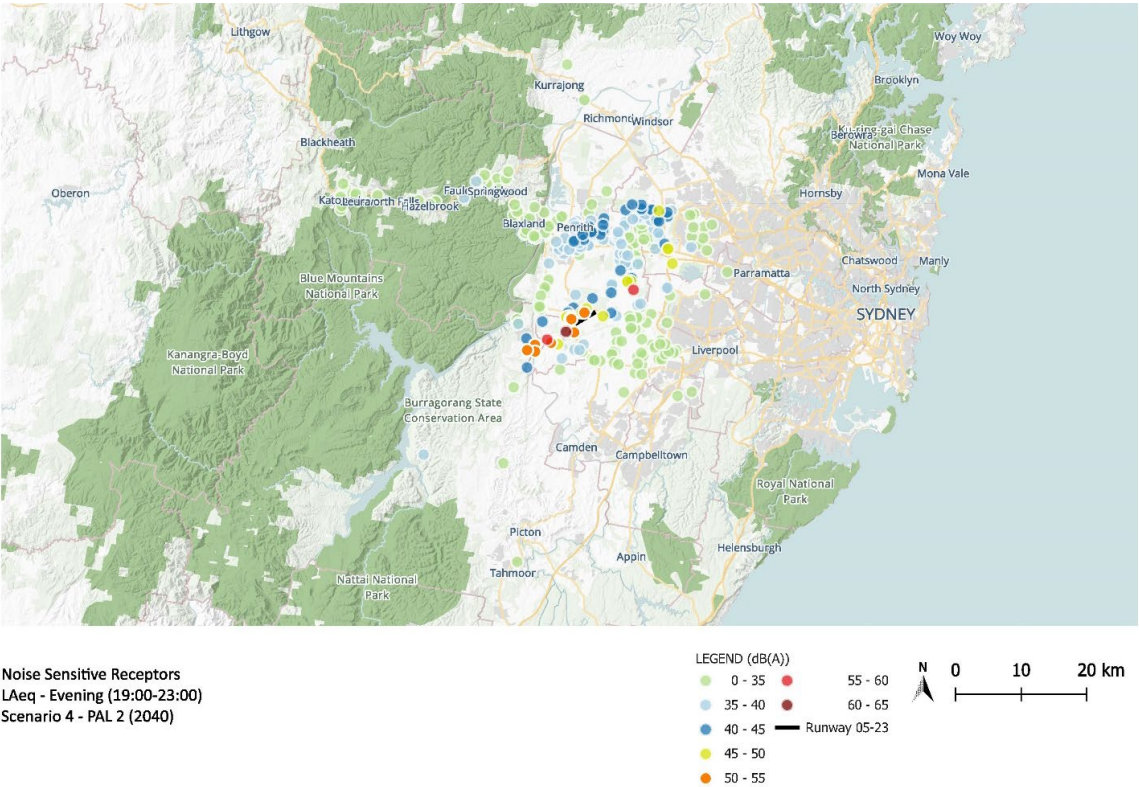 Woy Woy
Lithgow
Brooklyn
Kurrajong
Richmond
Windsor
Ku-ring-gai Chase
National Park
Berowra
Blackheath
Mona Vale
Oberon
Springwood
Hornsby
Hazelbrook
Blaxland
Penrith
Chatswood
Manly
Parramatta
Blue Mountains
National Park
North Sydney
SYDNEY
Kanangra-Boyd
National Park
Liverpool
Burragorang State
Conservation Area
Camden
Campbelltown
Royal National
Park
Picton
Appin
Helensburgh
Tahmoor
Nattai National
Park
Noise Sensitive Receptors
LAeq - Evening (19:00-23:00)
Scenario 4 - PAL 2 (2040)
LEGEND (dB(A))
0 - 35
35 - 40
40 - 45
45 - 50
50 - 55
55 - 60
60 - 65
Runway 05-23
N
0 10 20 km